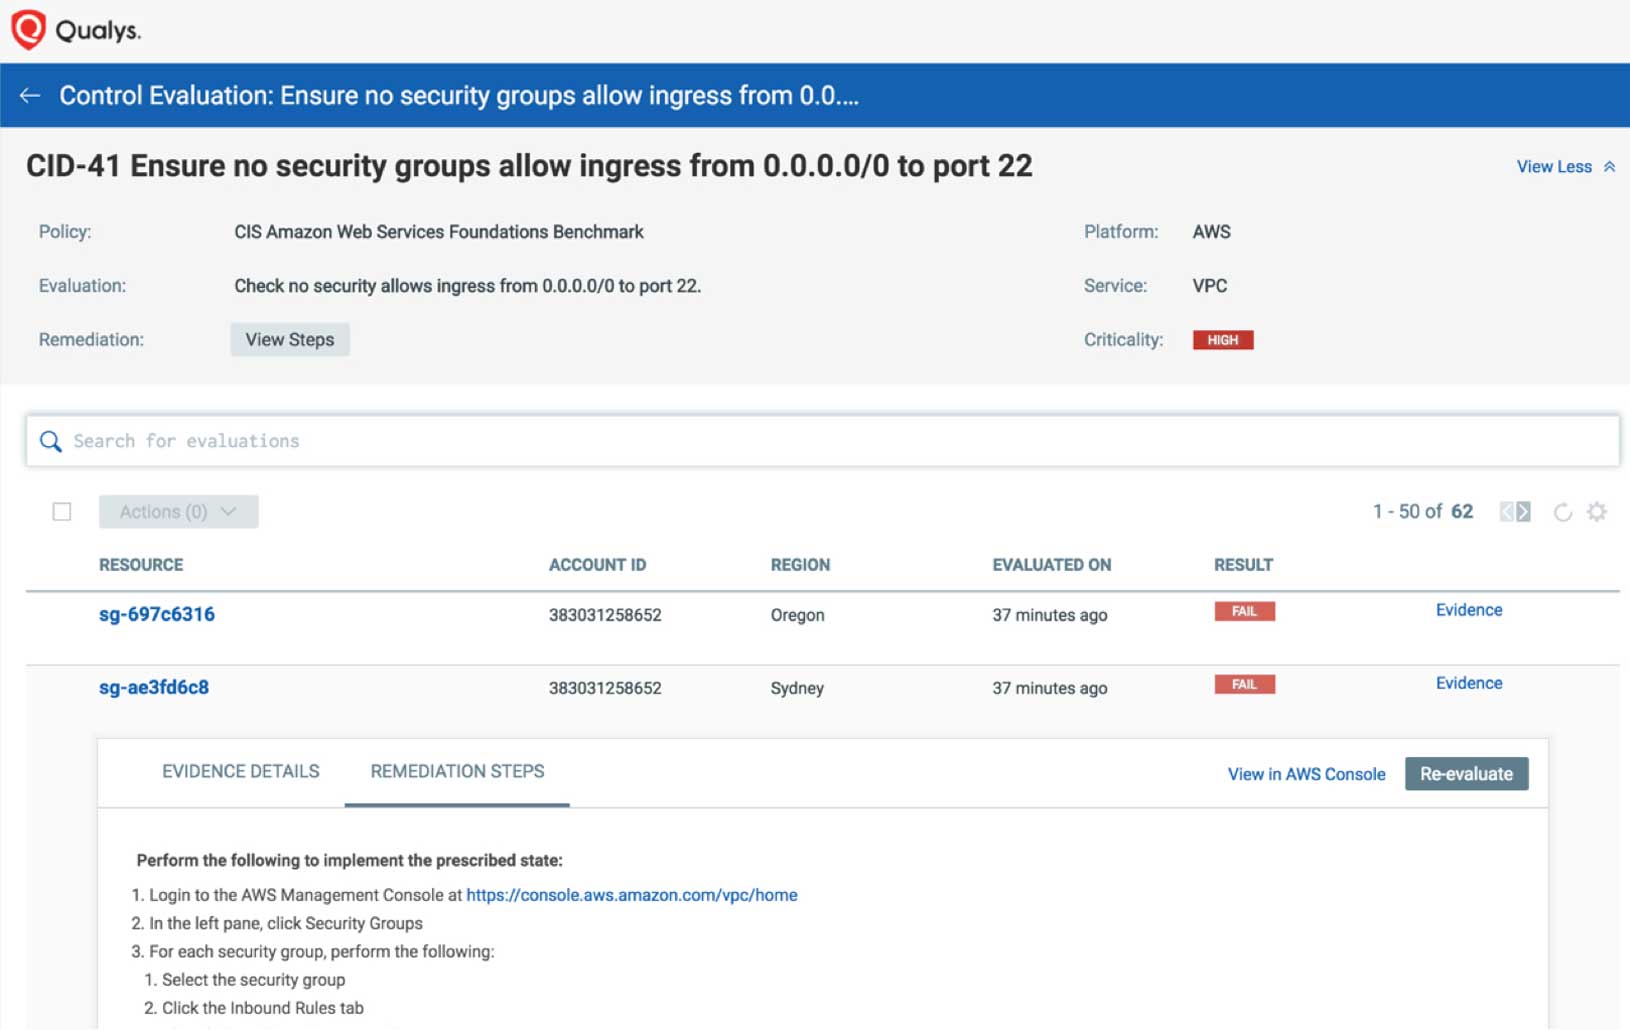 Qualys.
← Control Evaluation: Ensure no security groups allow ingress from 0.0....
CID-41 Ensure no security groups allow ingress from 0.0.0.0/0 to port 22
View Less
Policy: CIS Amazon Web Services Foundations Benchmark Platform: AWS
Evaluation: Check no security allows ingress from 0.0.0.0/0 to port 22. Service: VPC
Remediation: View Steps Criticality: HIGH
Search for evaluations
Actions (0) 1 - 50 of 62
RESOURCE ACCOUNT ID REGION EVALUATED ON RESULT
sg-697c6316 383031258652 Oregon 37 minutes ago FAIL Evidence
sg-ae3fd6c8 383031258652 Sydney 37 minutes ago FAIL Evidence
EVIDENCE DETAILS REMEDIATION STEPS View in AWS Console Re-evaluate
Perform the following to implement the prescribed state:
1. Login to the AWS Management Console at https://console.aws.amazon.com/vpc/home
2. In the left pane, click Security Groups
3. For each security group, perform the following:
1. Select the security group
2. Click the Inbound Rules tab